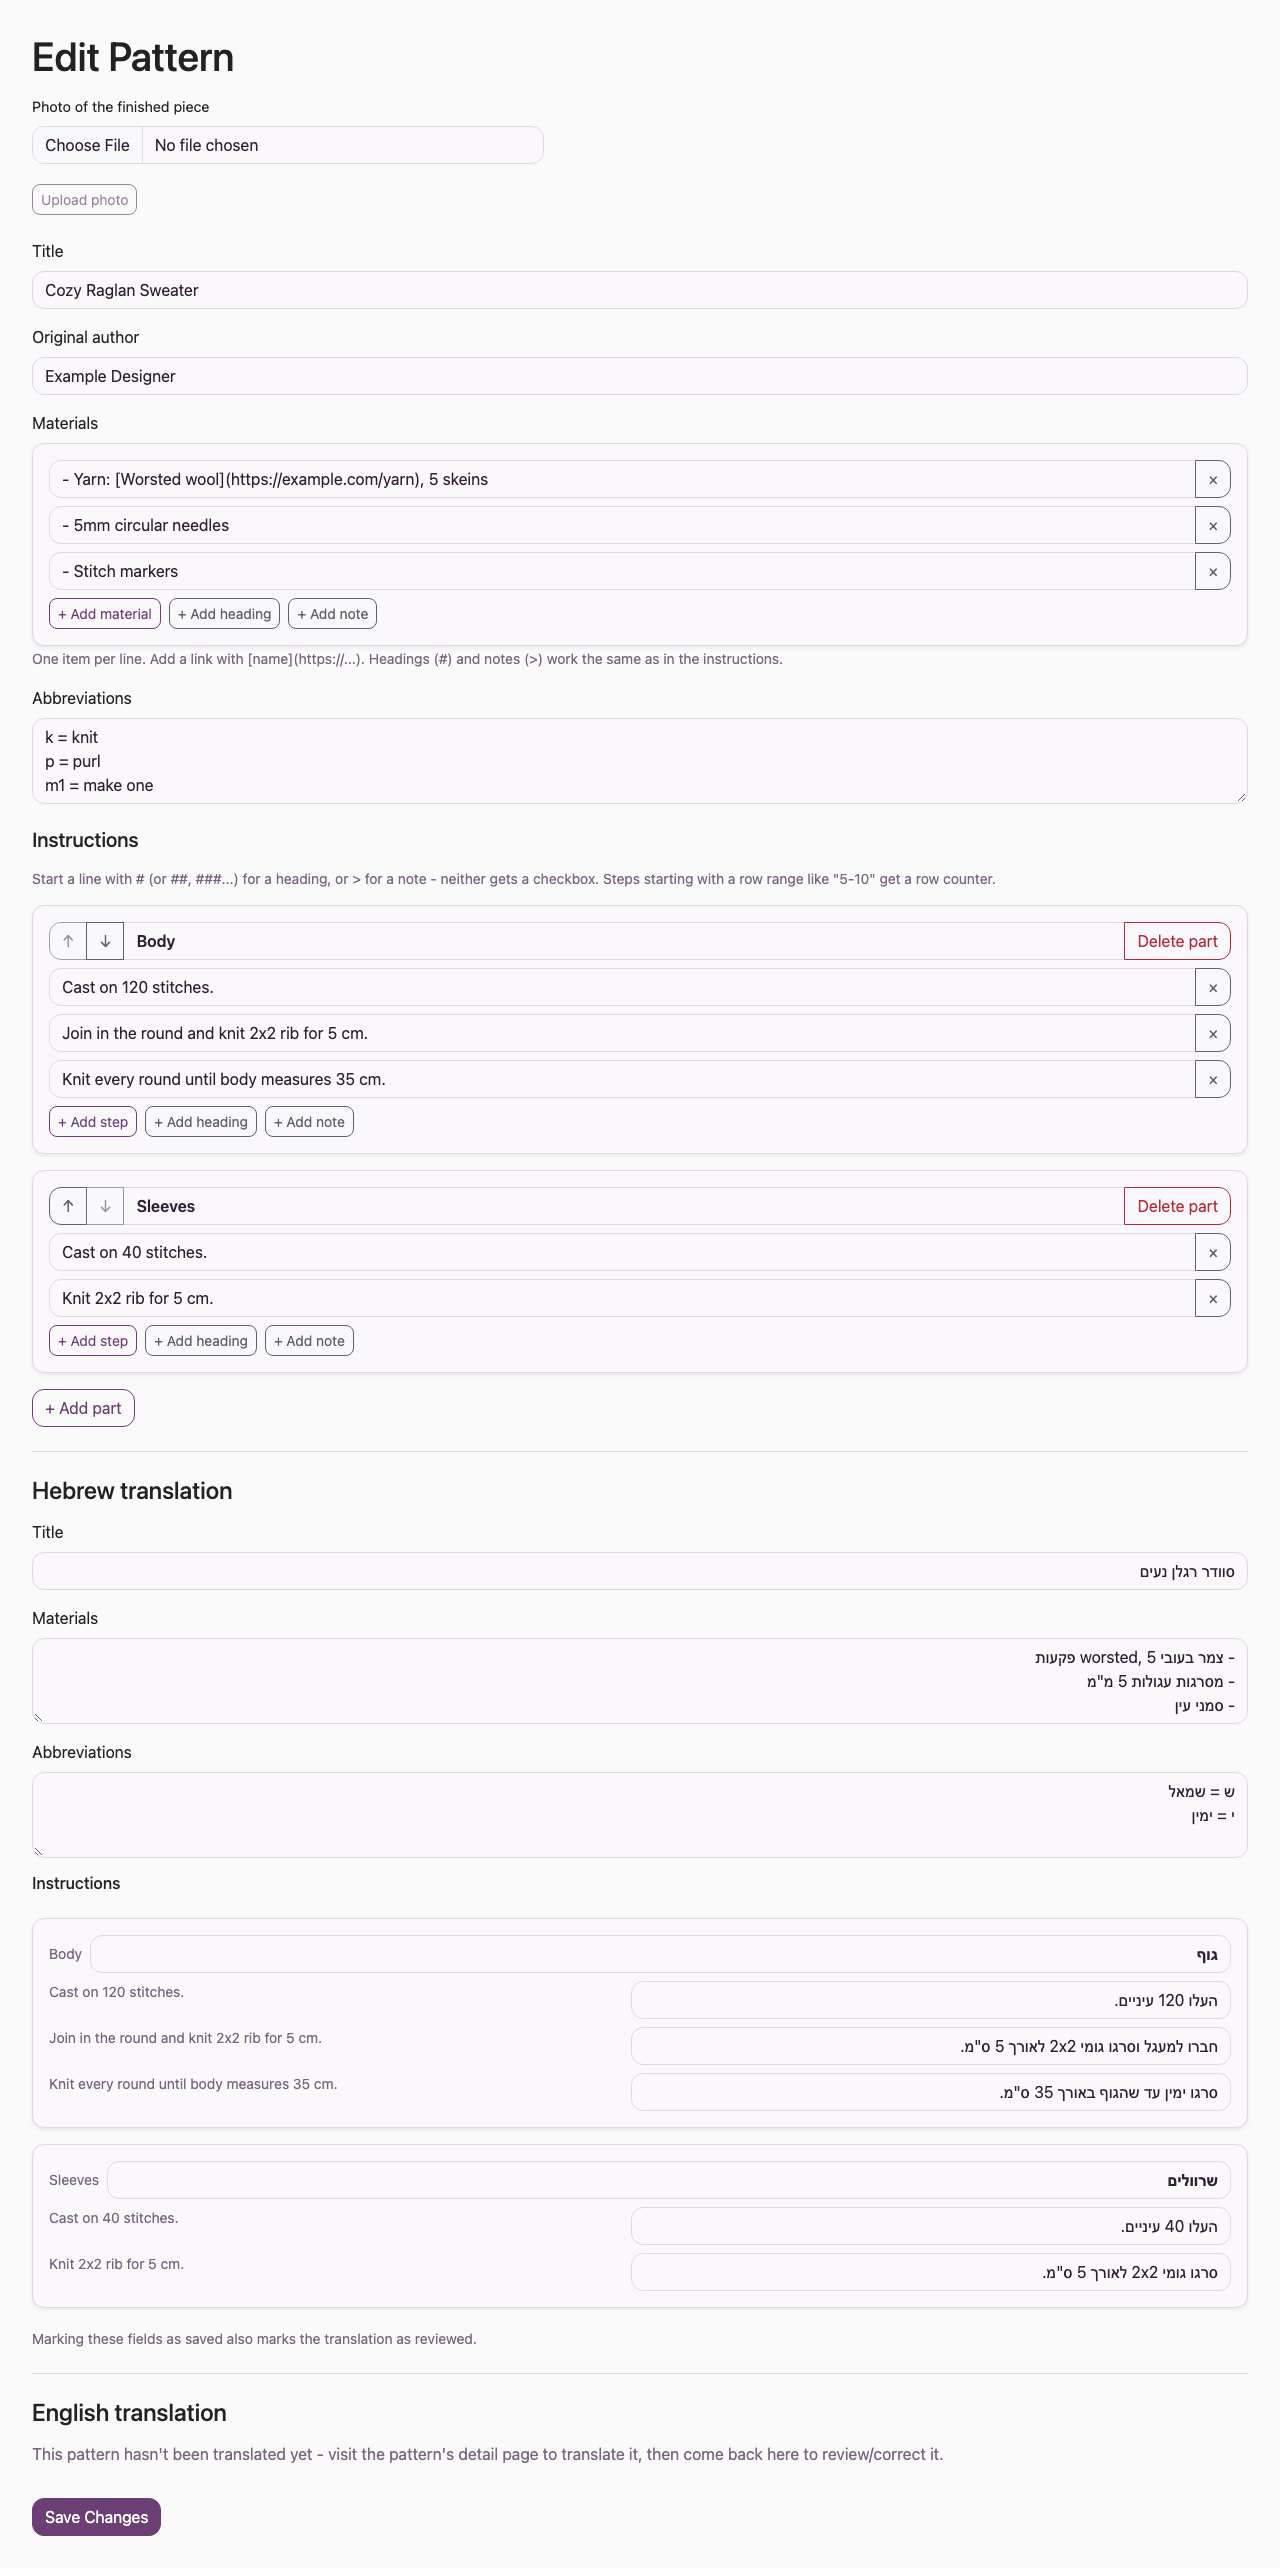 Edit Pattern
Photo of the finished piece
Choose File No file chosen
Upload photo
Title
Cozy Raglan Sweater
Original author
Example Designer
Materials
- Yarn: [Worsted wool](https://example.com/yarn), 5 skeins ×
- 5mm circular needles ×
- Stitch markers ×
+ Add material + Add heading + Add note
One item per line. Add a link with [name](https://...). Headings (#) and notes (>) work the same as in the instructions.
Abbreviations
k = knit
p = purl
m1 = make one
Instructions
Start a line with # (or ##, ###...) for a heading, or > for a note - neither gets a checkbox. Steps starting with a row range like "5-10" get a row counter.
↑ ↓ Body Delete part
Cast on 120 stitches. ×
Join in the round and knit 2x2 rib for 5 cm. ×
Knit every round until body measures 35 cm. ×
+ Add step + Add heading + Add note
↑ ↓ Sleeves Delete part
Cast on 40 stitches. ×
Knit 2x2 rib for 5 cm. ×
+ Add step + Add heading + Add note
+ Add part
Hebrew translation
Title
סוודר רגלן נעים
Materials
- צמר בעובי worsted, 5 פקעות
- מסרגות עגולות 5 מ"מ
- סמני עין
Abbreviations
ש = שמאל
י = ימין
Instructions
Body גוף
Cast on 120 stitches. העלו 120 עיניים.
Join in the round and knit 2x2 rib for 5 cm. חברו למעגל וסרגו גומי 2x2 לאורך 5 ס"מ.
Knit every round until body measures 35 cm. סרגו ימין עד שהגוף באורך 35 ס"מ.
Sleeves שרוולים
Cast on 40 stitches. העלו 40 עיניים.
Knit 2x2 rib for 5 cm. סרגו גומי 2x2 לאורך 5 ס"מ.
Marking these fields as saved also marks the translation as reviewed.
English translation
This pattern hasn't been translated yet - visit the pattern's detail page to translate it, then come back here to review/correct it.
Save Changes